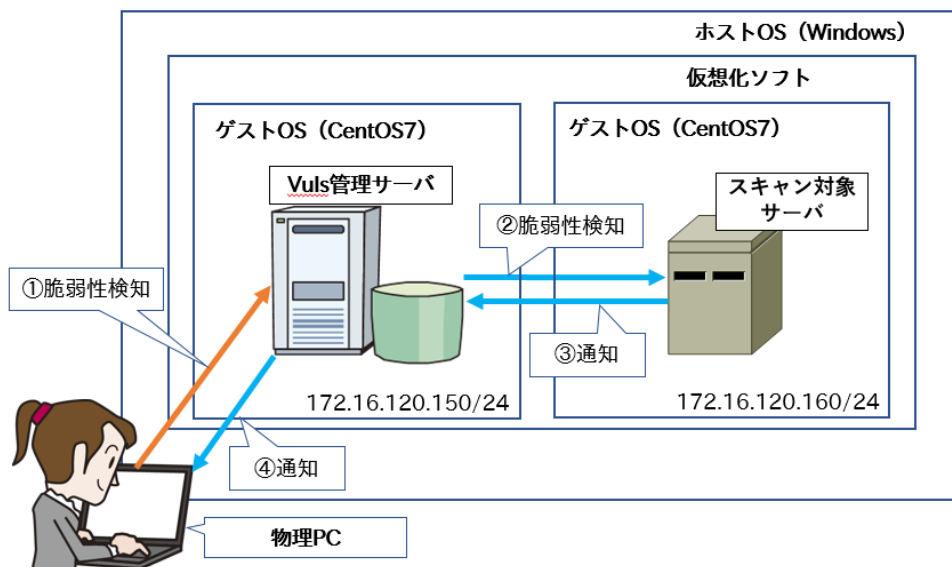 ホストOS（Windows）
仮想化ソフト
ゲストOS（CentOS7）
ゲストOS（CentOS7）
Vuls管理サーバ
スキャン対象
サーバ
②脆弱性検知
①脆弱性検知
③通知
172.16.120.150/24
172.16.120.160/24
④通知
物理PC